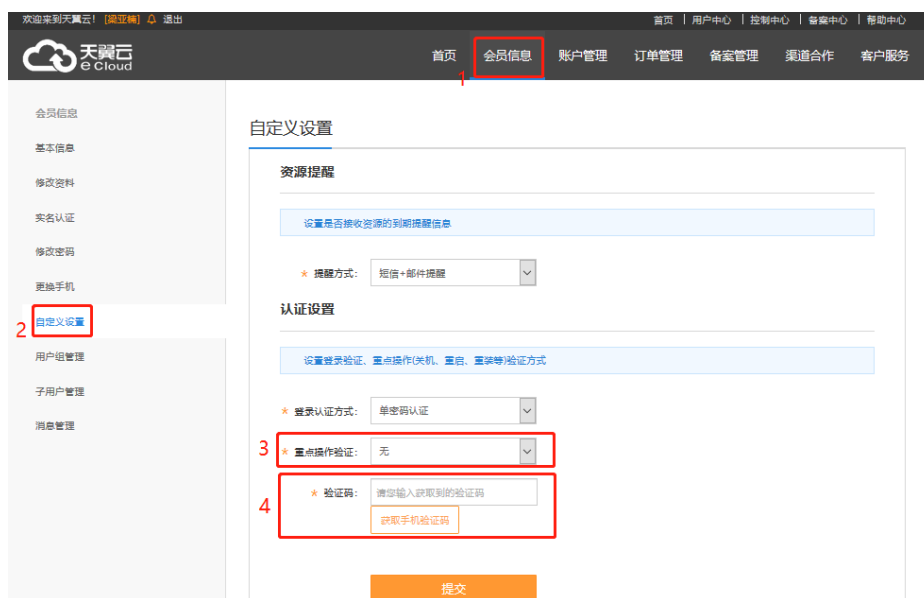 欢迎来到天翼云! [梁亚楠] 退出
首页 | 用户中心 | 控制中心 | 备案中心 | 帮助中心
天翼云
e Cloud
首页 会员信息 账户管理 订单管理 备案管理 渠道合作 客户服务
1
会员信息
基本信息
修改资料
实名认证
修改密码
更换手机
2 自定义设置
用户组管理
子用户管理
消息管理
自定义设置
资源提醒
设置是否接收资源的到期提醒信息
* 提醒方式: 短信+邮件提醒
认证设置
设置登录验证、重点操作(关机、重启、重装等)验证方式
* 登录认证方式: 单密码认证
3 * 重点操作验证: 无
4 * 验证码: 请您输入获取到的验证码
获取手机验证码
提交